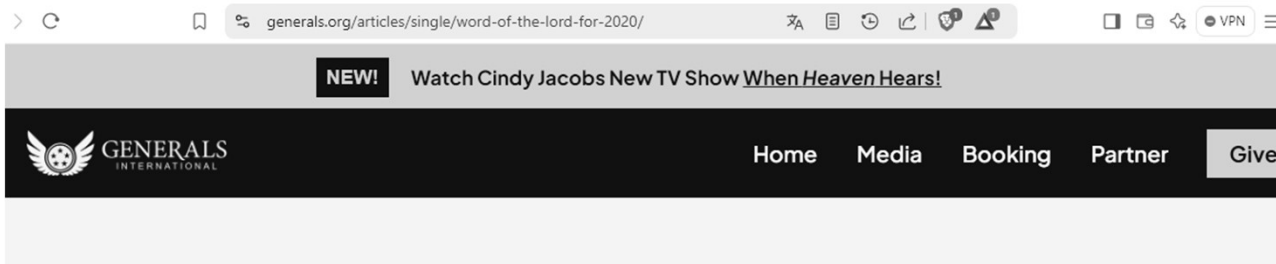 generals.org/articles/single/word-of-the-lord-for-2020/
VPN
NEW! Watch Cindy Jacobs New TV Show When Heaven Hears!
GENERALS
INTERNATIONAL
Home Media Booking Partner Give